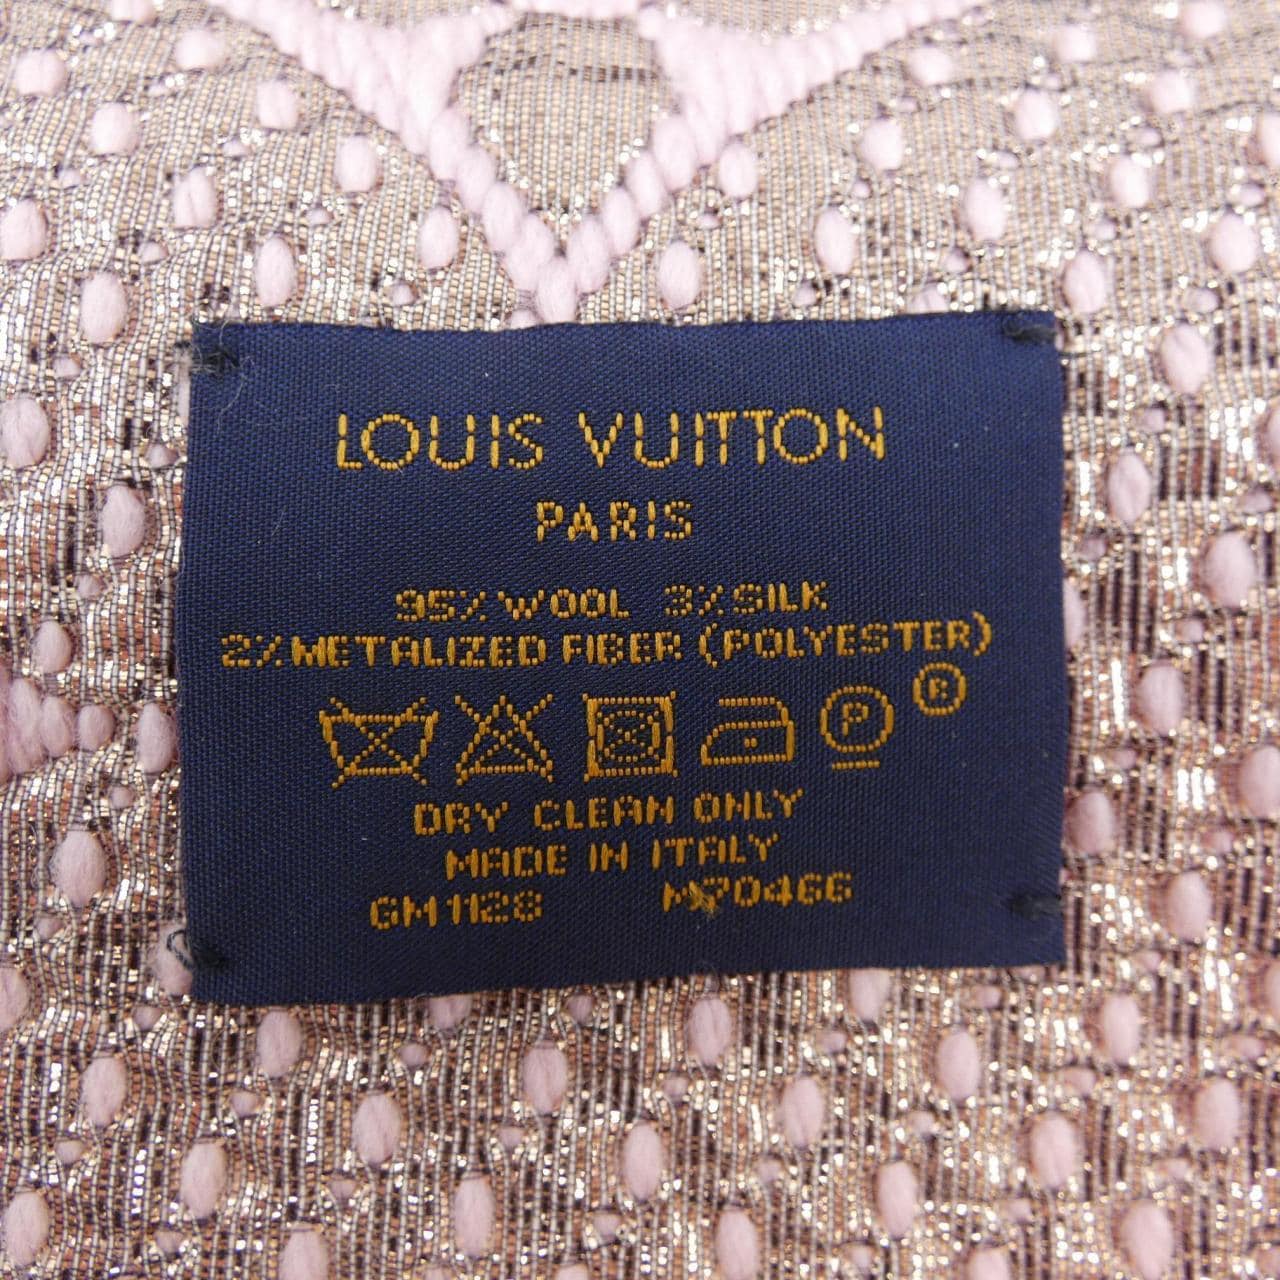 LOUIS VUITTON
PARIS
95% WOOL 3% SILK
2% METALIZED FIBER (POLYESTER)
P ®
DRY CLEAN ONLY
MADE IN ITALY
GM1128 M70466